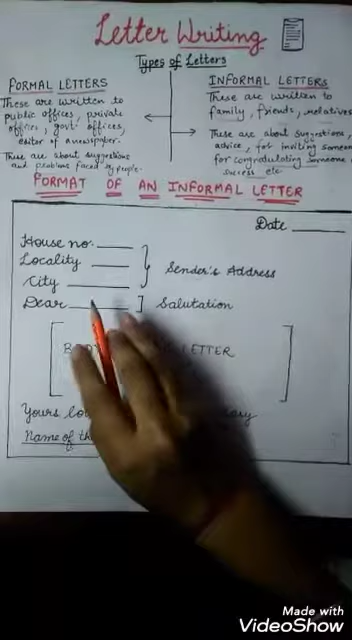 Letter Writing
Types of Letters
FORMAL LETTERS
These are written to
public offices, private
offices, govt offices,
editor of a newspaper.
These are about suggestions
and problems faced by people.
INFORMAL LETTERS
These are written to
family, friends, relatives
These are about suggestions,
advice, for inviting someone
for congratulating someone
success etc.
FORMAT OF AN INFORMAL LETTER
Date
House no.
Locality
City
Sender's Address
Dear
Salutation
LETTER
Yours
Name of
Made with
VideoShow